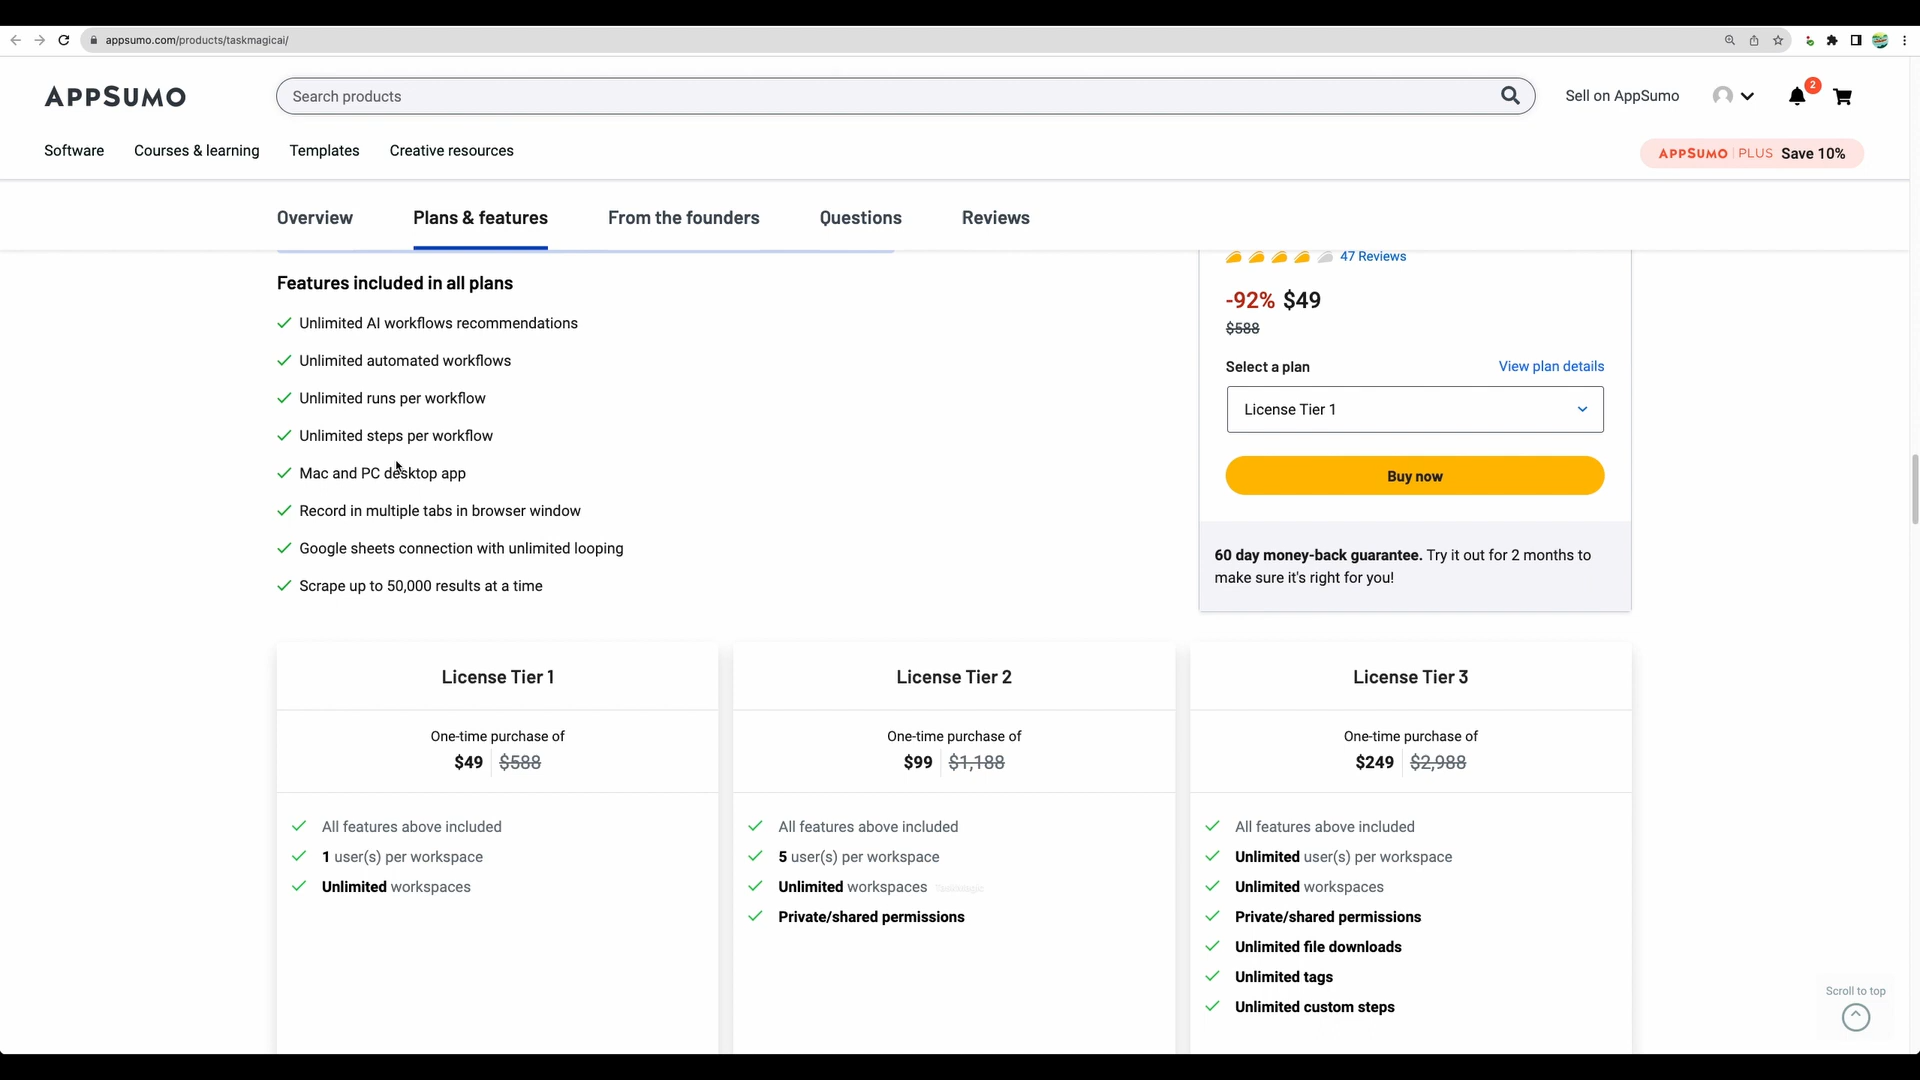 appsumo.com/products/taskmagicai/
APPSUMO
Search products
Sell on AppSumo
2
Software
Courses & learning
Templates
Creative resources
APPSUMO PLUS Save 10%
Overview
Plans & features
From the founders
Questions
Reviews
Features included in all plans
Unlimited AI workflows recommendations
Unlimited automated workflows
Unlimited runs per workflow
Unlimited steps per workflow
Mac and PC desktop app
Record in multiple tabs in browser window
Google sheets connection with unlimited looping
Scrape up to 50,000 results at a time
47 Reviews
-92% $49
$588
Select a plan
View plan details
License Tier 1
Buy now
60 day money-back guarantee. Try it out for 2 months to
make sure it's right for you!
License Tier 1
One-time purchase of
$49 $588
All features above included
1 user(s) per workspace
Unlimited workspaces
License Tier 2
One-time purchase of
$99 $1,188
All features above included
5 user(s) per workspace
Unlimited workspaces
TaskMagic
Private/shared permissions
License Tier 3
One-time purchase of
$249 $2,988
All features above included
Unlimited user(s) per workspace
Unlimited workspaces
Private/shared permissions
Unlimited file downloads
Unlimited tags
Unlimited custom steps
Scroll to top